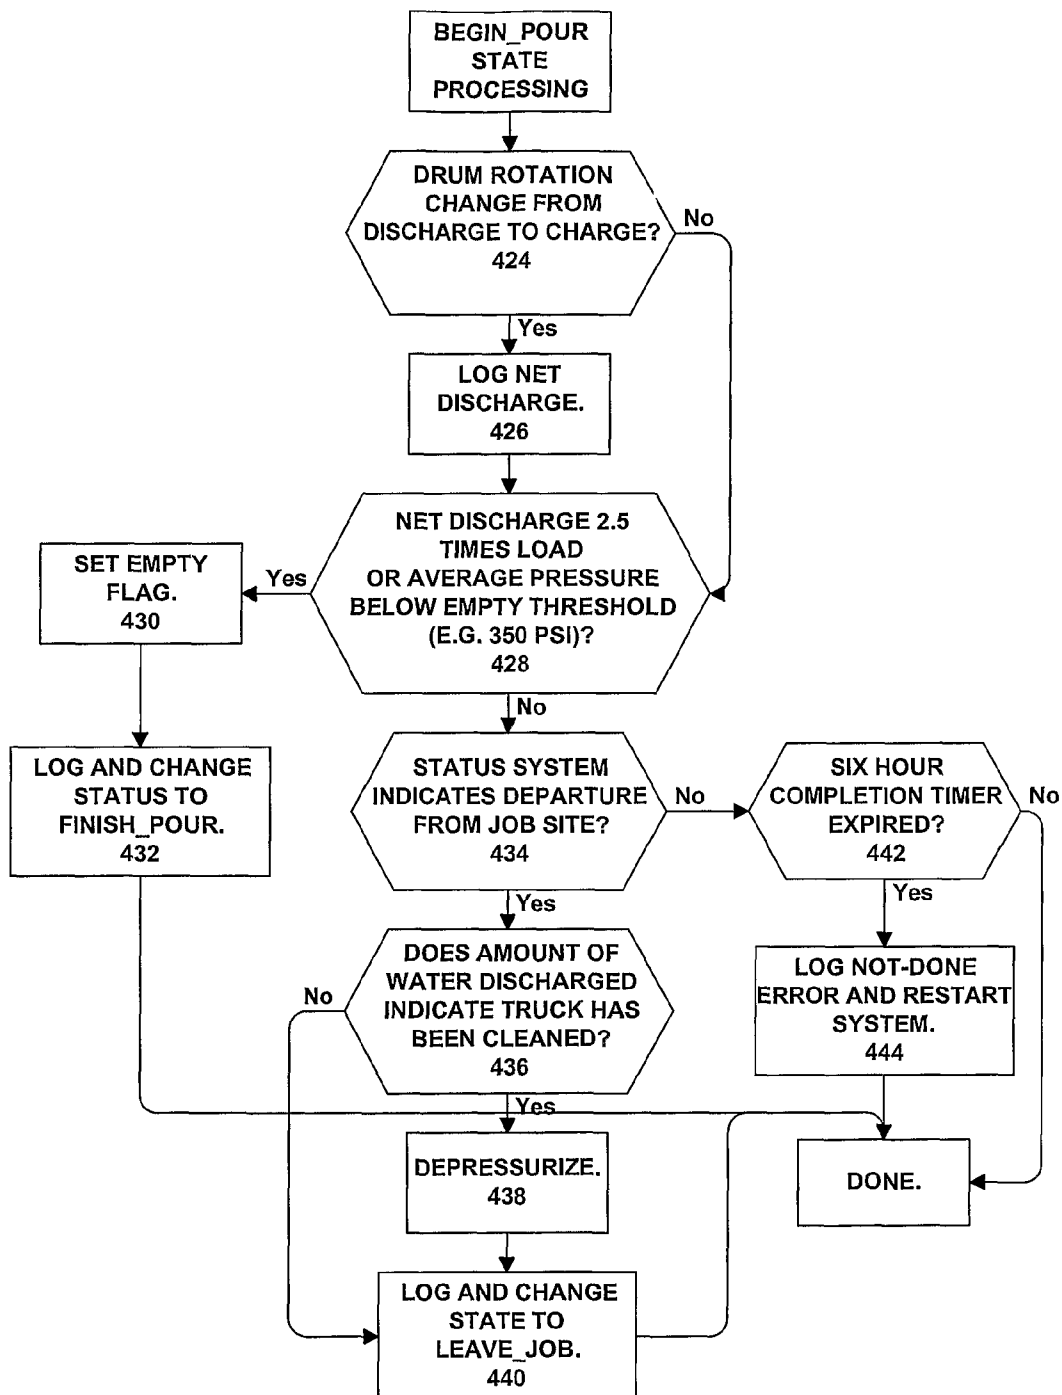 BEGIN_POUR
STATE
PROCESSING
DRUM ROTATION
CHANGE FROM
DISCHARGE TO CHARGE?
424
No
Yes
LOG NET
DISCHARGE.
426
NET DISCHARGE 2.5
TIMES LOAD
OR AVERAGE PRESSURE
BELOW EMPTY THRESHOLD
(E.G. 350 PSI)?
428
Yes
SET EMPTY
FLAG.
430
No
LOG AND CHANGE
STATUS TO
FINISH_POUR.
432
STATUS SYSTEM
INDICATES DEPARTURE
FROM JOB SITE?
434
No
SIX HOUR
COMPLETION TIMER
EXPIRED?
442
No
Yes
Yes
DOES AMOUNT OF
WATER DISCHARGED
INDICATE TRUCK HAS
BEEN CLEANED?
436
No
LOG NOT-DONE
ERROR AND RESTART
SYSTEM.
444
Yes
DEPRESSURIZE.
438
DONE.
LOG AND CHANGE
STATE TO
LEAVE_JOB.
440